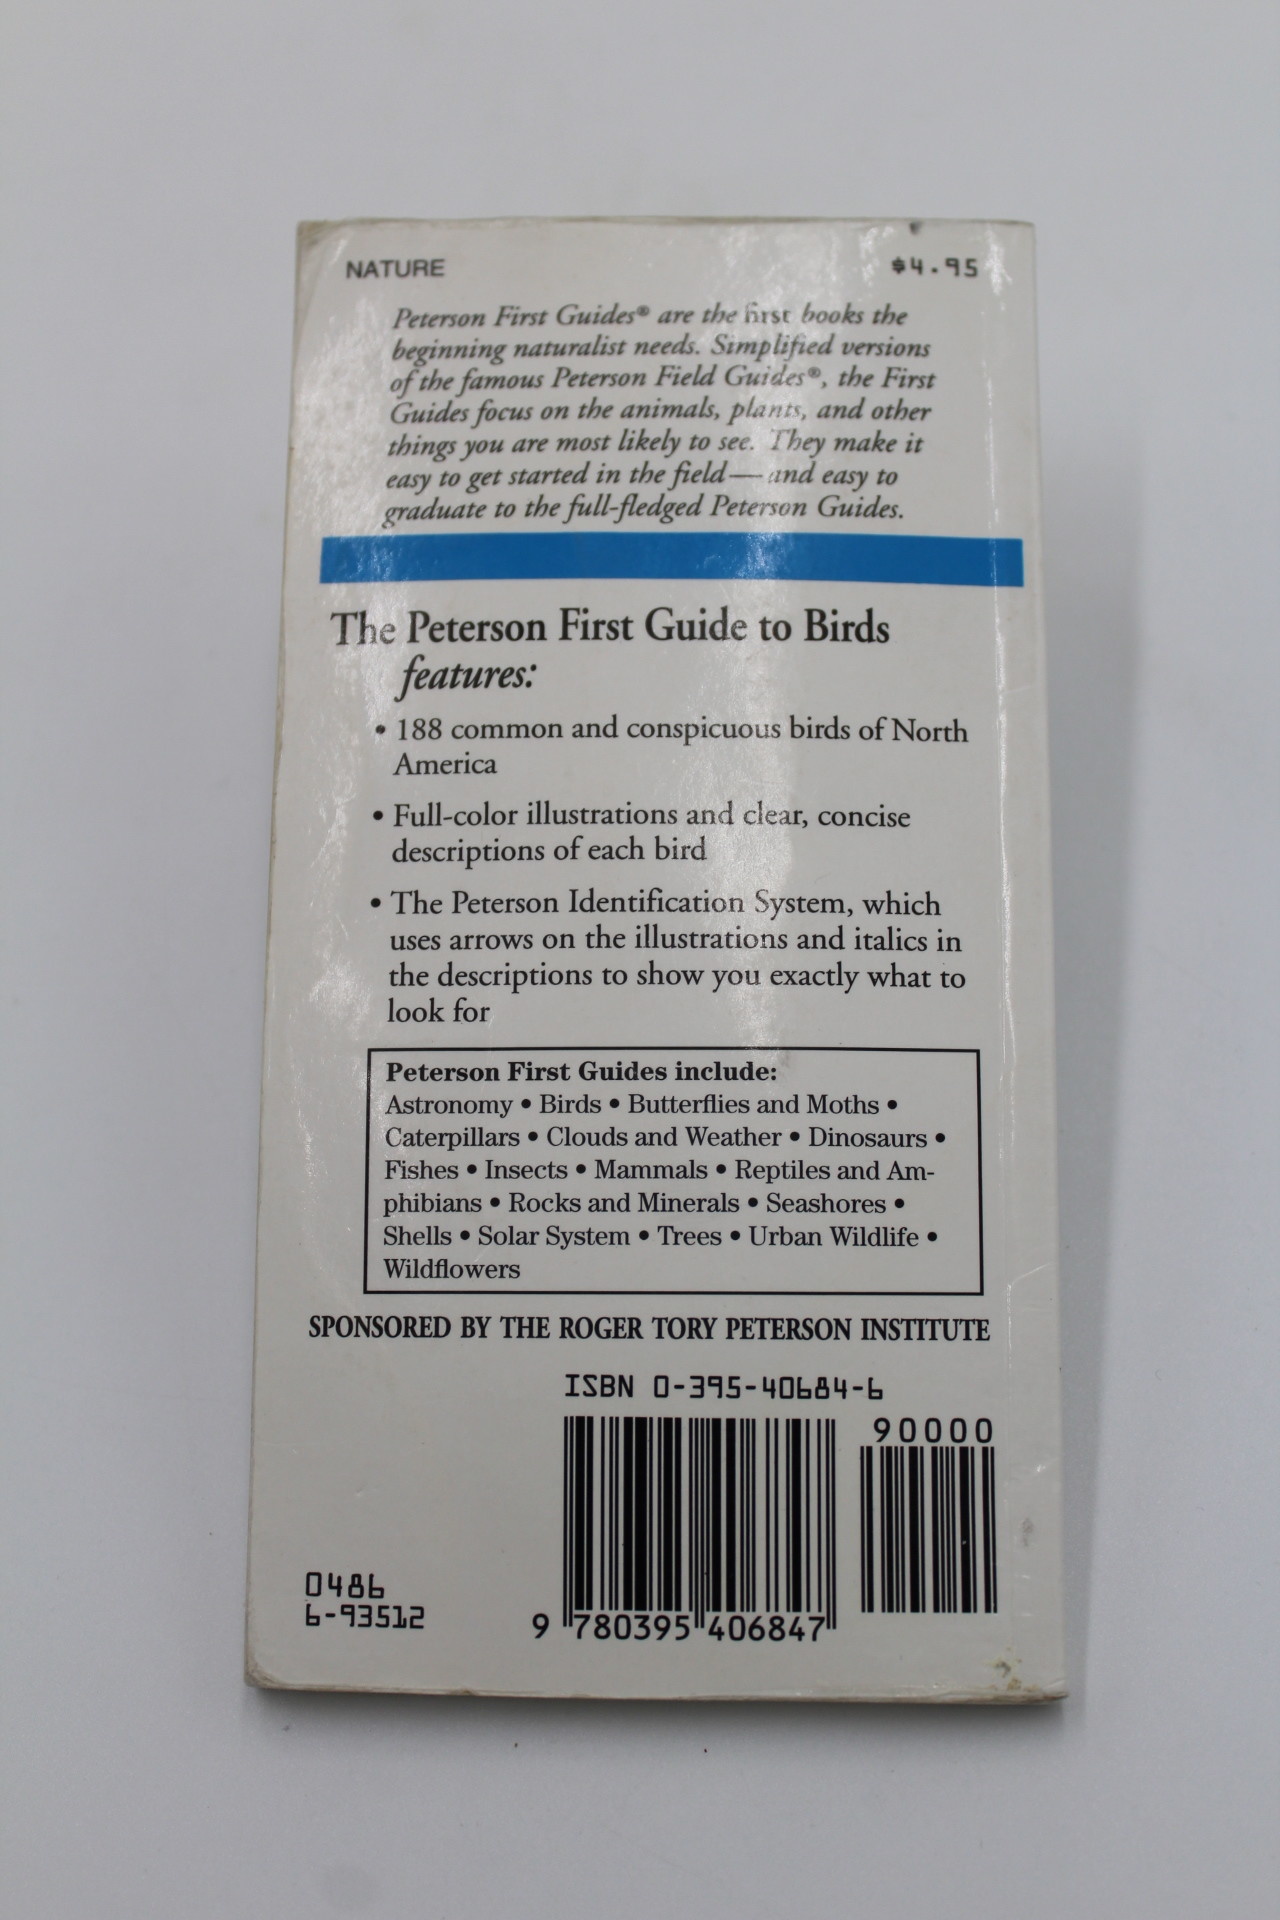 NATURE
$4.95
Peterson First Guides® are the first books the
beginning naturalist needs. Simplified versions
of the famous Peterson Field Guides®, the First
Guides focus on the animals, plants, and other
things you are most likely to see. They make it
easy to get started in the field—and easy to
graduate to the full-fledged Peterson Guides.
The Peterson First Guide to Birds
features:
• 188 common and conspicuous birds of North
America
• Full-color illustrations and clear, concise
descriptions of each bird
• The Peterson Identification System, which
uses arrows on the illustrations and italics in
the descriptions to show you exactly what to
look for
Peterson First Guides include:
Astronomy • Birds • Butterflies and Moths •
Caterpillars • Clouds and Weather • Dinosaurs •
Fishes • Insects • Mammals • Reptiles and Am-
phibians • Rocks and Minerals • Seashores •
Shells • Solar System • Trees • Urban Wildlife •
Wildflowers
SPONSORED BY THE ROGER TORY PETERSON INSTITUTE
ISBN 0-395-40684-6
90000
0486
6-93512
9 780395 406847